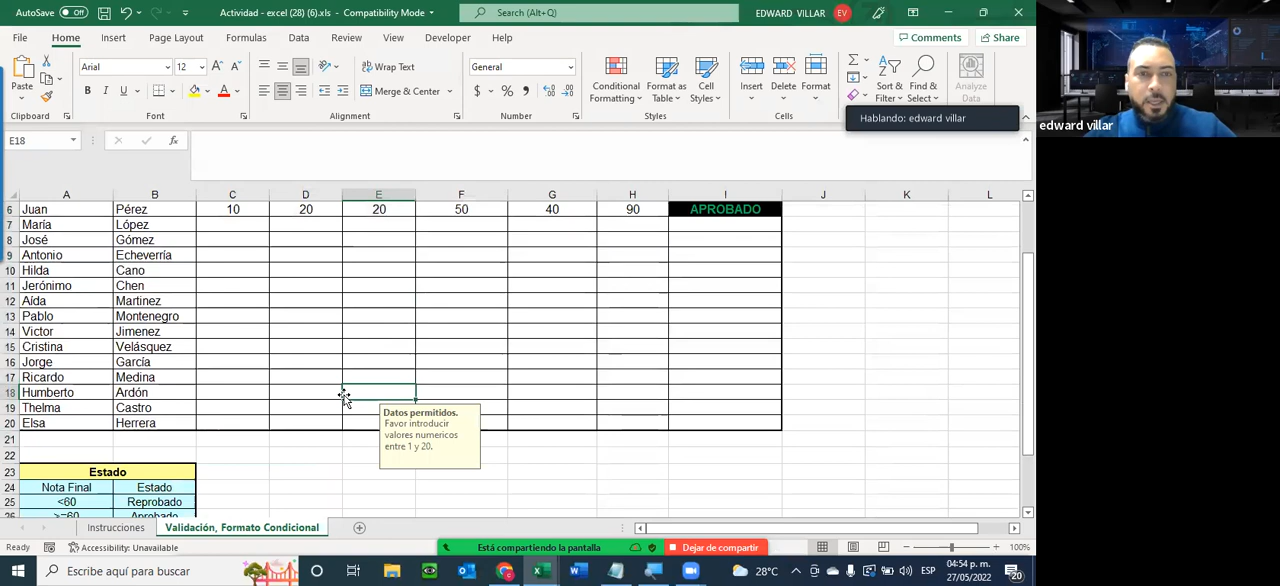 AutoSave Off Actividad - excel (28) (6).xls - Compatibility Mode Search (Alt+Q) EDWARD VILLAR EV
File Home Insert Page Layout Formulas Data Review View Developer Help Comments Share
Paste Arial 12 A A Wrap Text General Conditional Formatting Format as Table Cell Styles Insert Delete Format Sort & Filter Find & Select Analyze Data
B I U A Merge & Center $ % 9
Clipboard Font Alignment Number Styles Cells
Hablando: edward villar
edward villar
E18 fx
A B C D E F G H I J K L
6 Juan Pérez 10 20 20 50 40 90 APROBADO
7 María López
8 José Gómez
9 Antonio Echeverría
10 Hilda Cano
11 Jerónimo Chen
12 Aída Martinez
13 Pablo Montenegro
14 Victor Jimenez
15 Cristina Velásquez
16 Jorge García
17 Ricardo Medina
18 Humberto Ardón
19 Thelma Castro
20 Elsa Herrera
Datos permitidos.
Favor introducir
valores numericos
entre 1 y 20.
21
22
23 Estado
24 Nota Final Estado
25 <60 Reprobado
26 >=60 Aprobado
Instrucciones Validación, Formato Condicional
Ready Accessibility: Unavailable Está compartiendo la pantalla Dejar de compartir 100%
Escribe aquí para buscar 28°C ESP 04:54 p. m.
27/05/2022 20